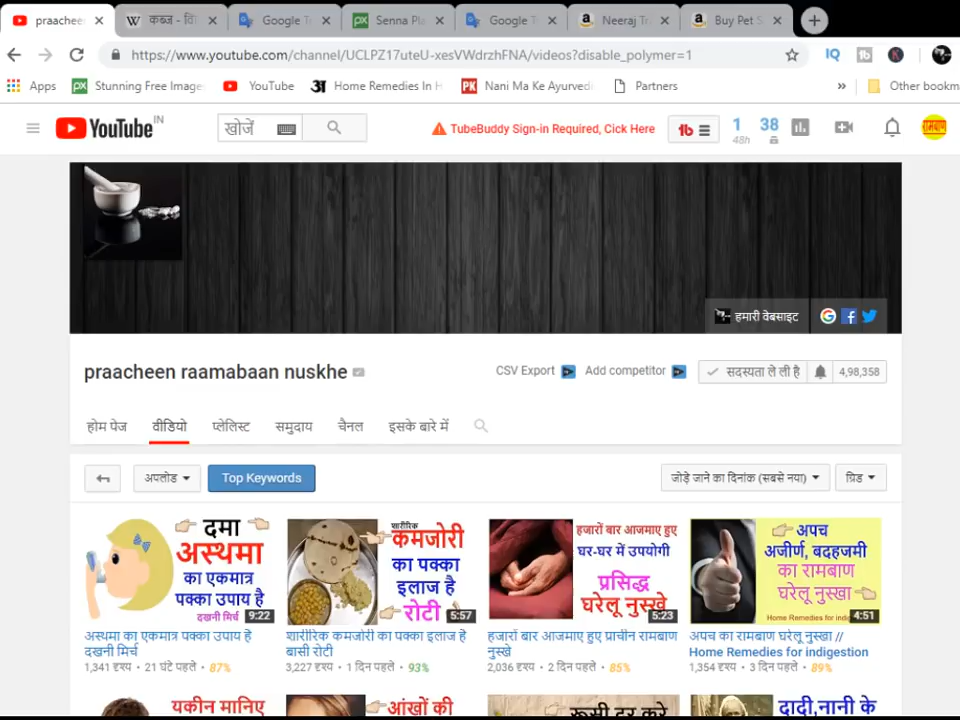 praachee
कब्ज - वि
Google T
Senna Pla
Google T
Neeraj Tr
Buy Pet S
https://www.youtube.com/channel/UCLPZ17uteU-xesVWdrzhFNA/videos?disable_polymer=1
Apps
Stunning Free Image
YouTube
Home Remedies In H
Nani Ma Ke Ayurved
Partners
»
Other bookm
YouTube IN
खोजें
TubeBuddy Sign-in Required, Click Here
1
48h
38
हमारी वेबसाइट
praacheen raamabaan nuskhe
CSV Export
Add competitor
सदस्यता ले ली है
4,98,358
होम पेज
वीडियो
प्लेलिस्ट
समुदाय
चैनल
इसके बारे में
अपलोड
Top Keywords
जोड़े जाने का दिनांक (सबसे नया)
ग्रिड
दमा
अस्थमा
का एकमात्र
पक्का उपाय है
दखनी मिर्च
9:22
शारीरिक
कमजोरी
का पक्का
इलाज है
रोटी
5:57
हजारों बार आजमाए हुए
घर-घर में उपयोगी
प्रसिद्ध
घरेलू नुस्खे
5:23
अपच
अजीर्ण, बदहजमी
का रामबाण
घरेलू नुस्खा
Home Remedies for indig
4:51
अस्थमा का एकमात्र पक्का उपाय है
दखनी मिर्च
1,341 दृश्य • 21 घंटे पहले • 87%
शारीरिक कमजोरी का पक्का इलाज है
बासी रोटी
3,227 दृश्य • 1 दिन पहले • 93%
हजारों बार आजमाए हुए प्राचीन रामबाण
नुस्खे
2,036 दृश्य • 2 दिन पहले • 85%
अपच का रामबाण घरेलू नुस्खा //
Home Remedies for indigestion
1,354 दृश्य • 3 दिन पहले • 89%
यकीन मानिए
आंखों की
रूसी दूर करे
दादी,नानी के